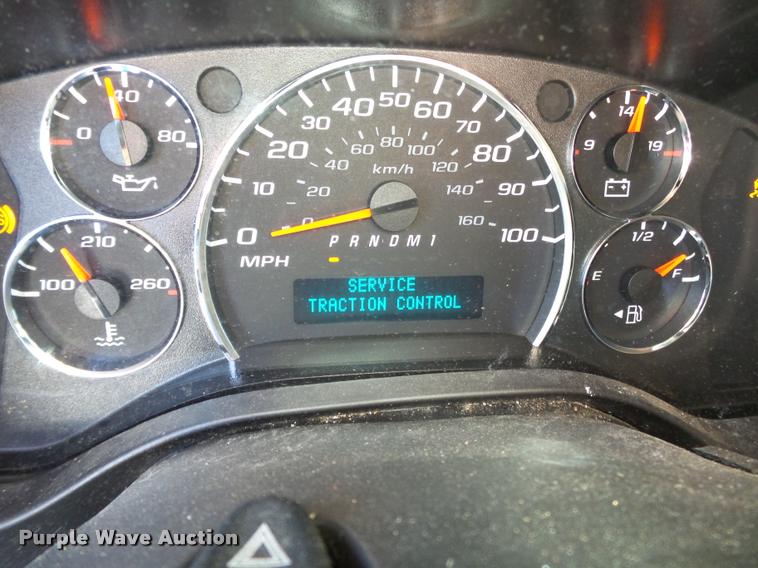 0 40 80
100 210 260
0 10 20 30 40 50 60 70 80 90 100
0 20 40 60 80 100 120 140 160
km/h
PRNDM1
MPH
SERVICE
TRACTION CONTROL
9 14 19
E 1/2 F
Purple Wave Auction